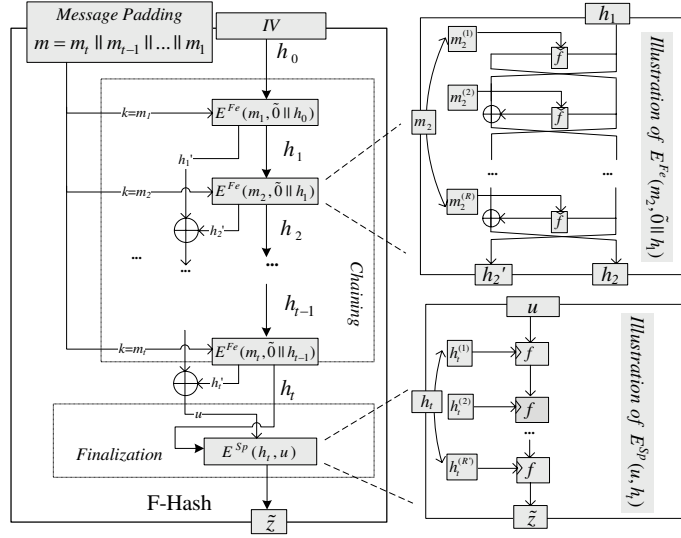 Message Padding
m = m_t || m_{t-1} || ... || m_1
IV
h_0
k=m_1
E^{Fe}(m_1, 0̃ || h_0)
h_1'
h_1
k=m_2
E^{Fe}(m_2, 0̃ || h_1)
h_2'
h_2
...
...
...
Chaining
h_{t-1}
k=m_t
E^{Fe}(m_t, 0̃ || h_{t-1})
h_t'
h_t
u
Finalization
E^{Sp}(h_t, u)
F-Hash
z̃
h_1
m_2^{(1)}
f
m_2^{(2)}
f
m_2
...
...
m_2^{(R)}
f
h_2'
h_2
Illustration of E^{Fe}(m_2, 0̃ || h_1)
u
h_t^{(1)}
f
h_t
h_t^{(2)}
f
...
h_t^{(R')}
f
z̃
Illustration of E^{Sp}(u, h_t)